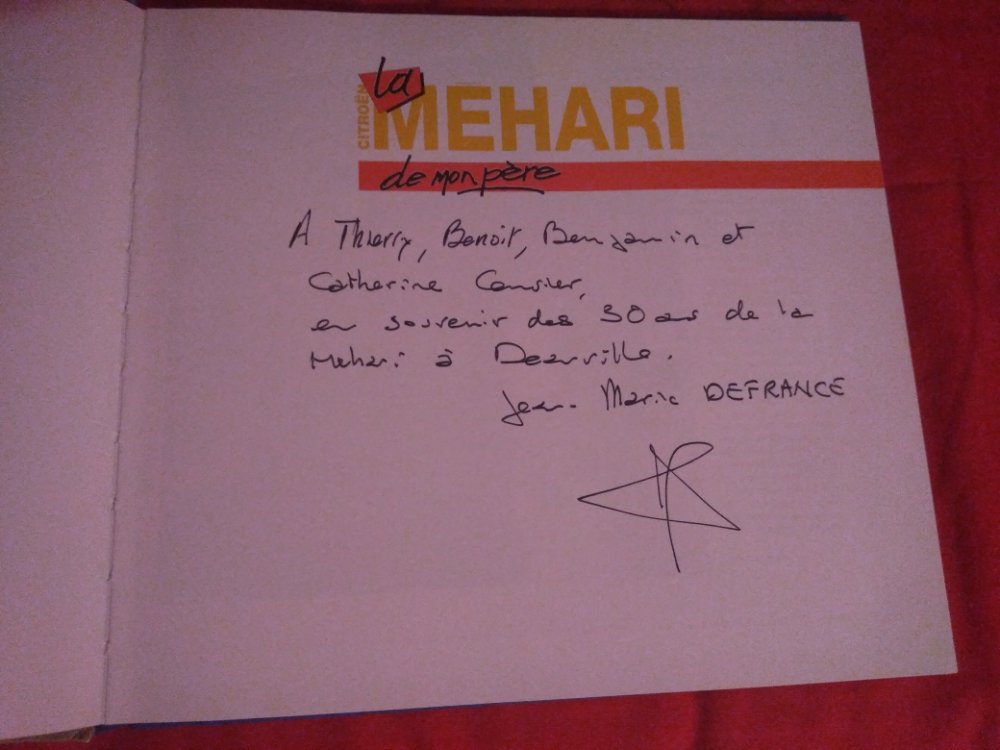 la
CITROËN
MEHARI
de mon père
A Thierry, Benoit, Benjamin et
Catherine
en souvenir des 30 ans de la
Mehari à Deauville.
Jean-Marie DEFRANCE